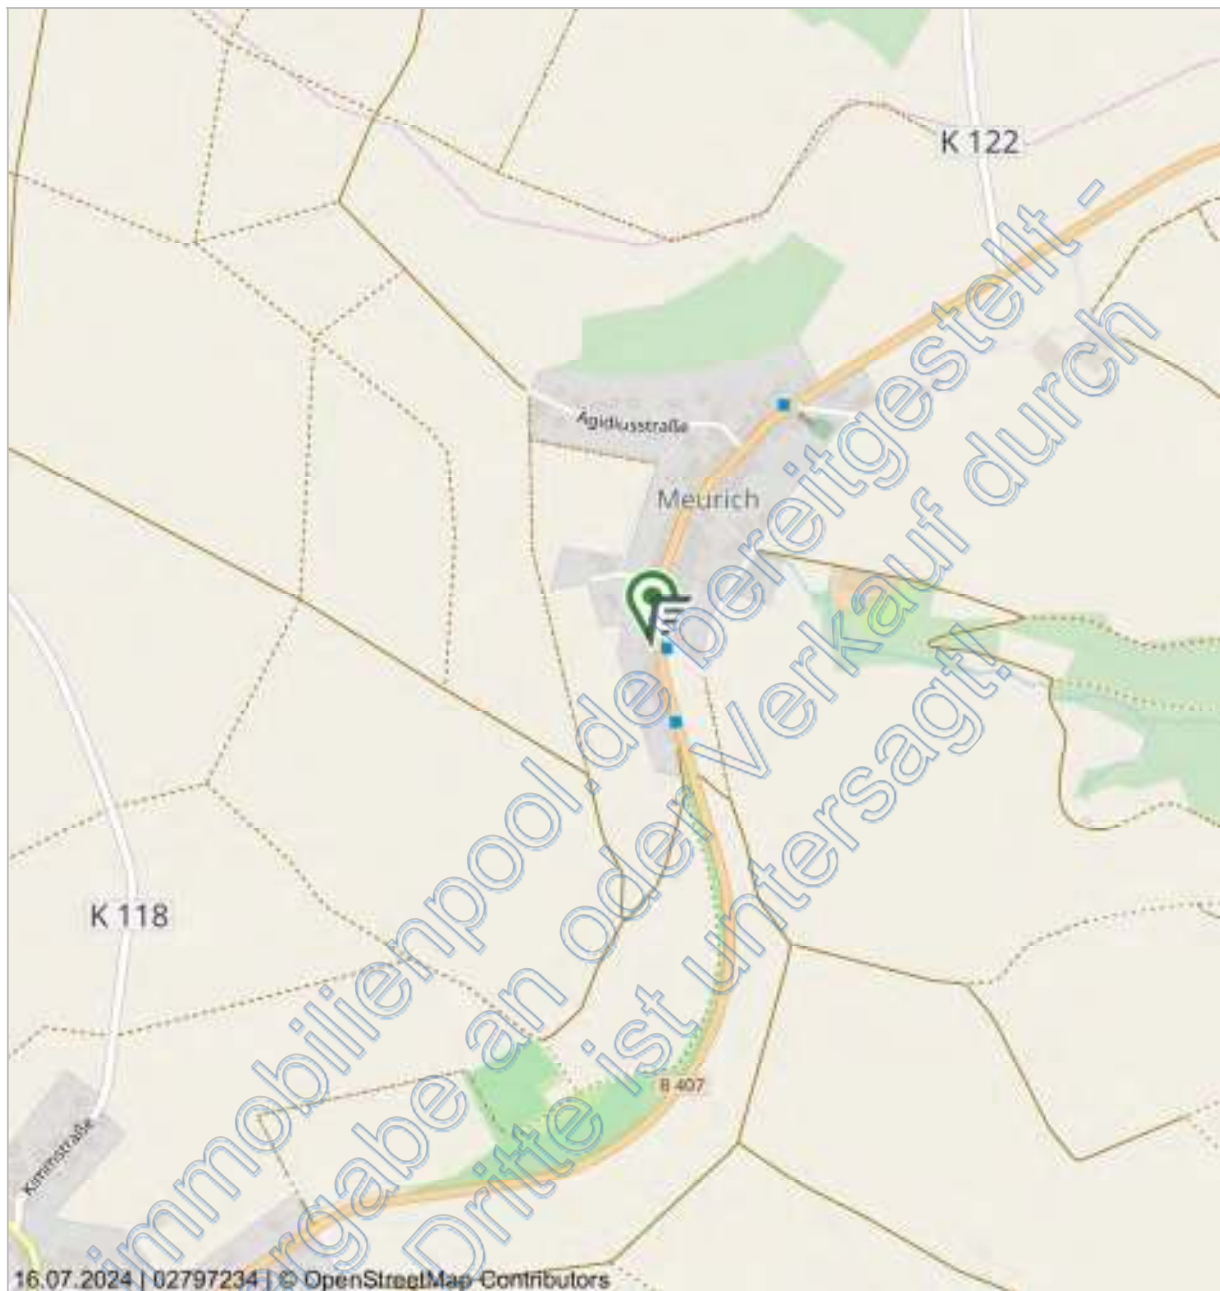 K 122
Ägidiusstraße
Meurich
K 118
B 407
Kimmstraße
immobilienpool.de bereitgestellt -
ergabe an oder Verkauf durch
Dritte ist untersagt!
16.07.2024 | 02797234 | © OpenStreetMap Contributors